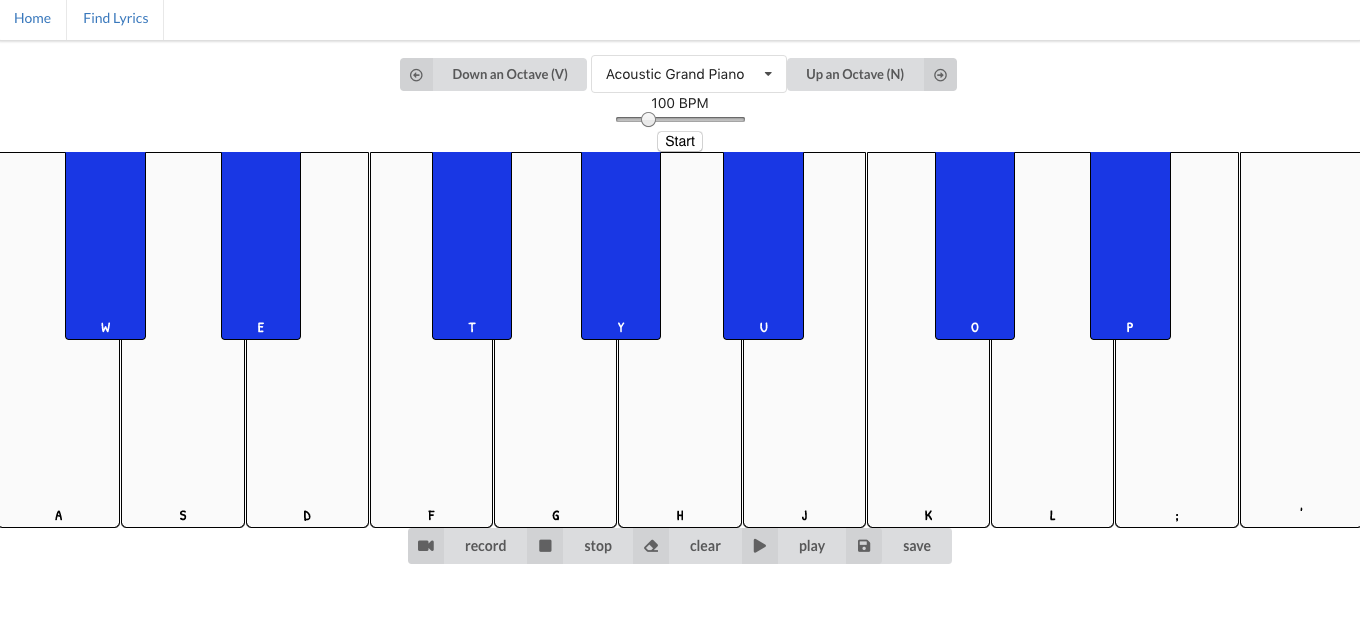 Home Find Lyrics
Down an Octave (V) Acoustic Grand Piano Up an Octave (N)
100 BPM
Start
W E T Y U O P
A S D F G H J K L ; '
record stop clear play save